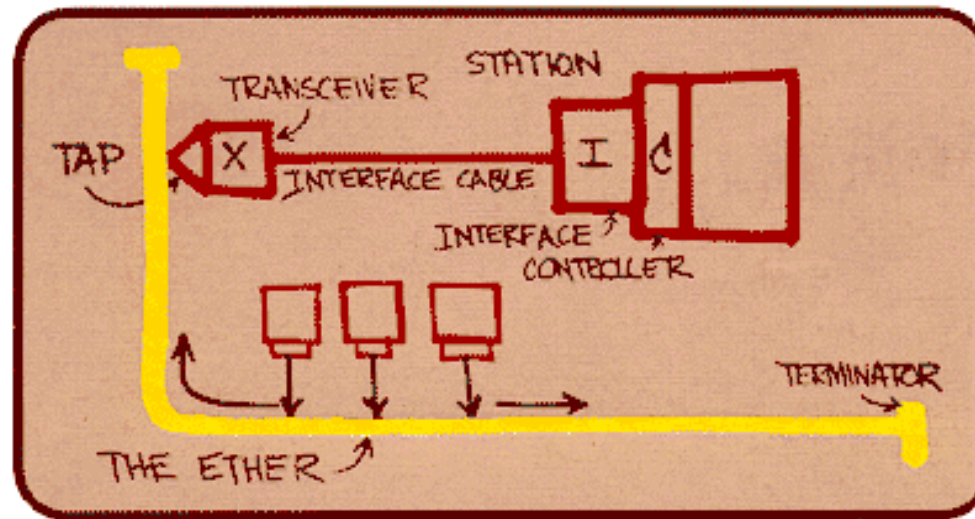 STATION
TRANSCEIVER
TAP
X
I
C
INTERFACE CABLE
INTERFACE
CONTROLLER
TERMINATOR
THE ETHER